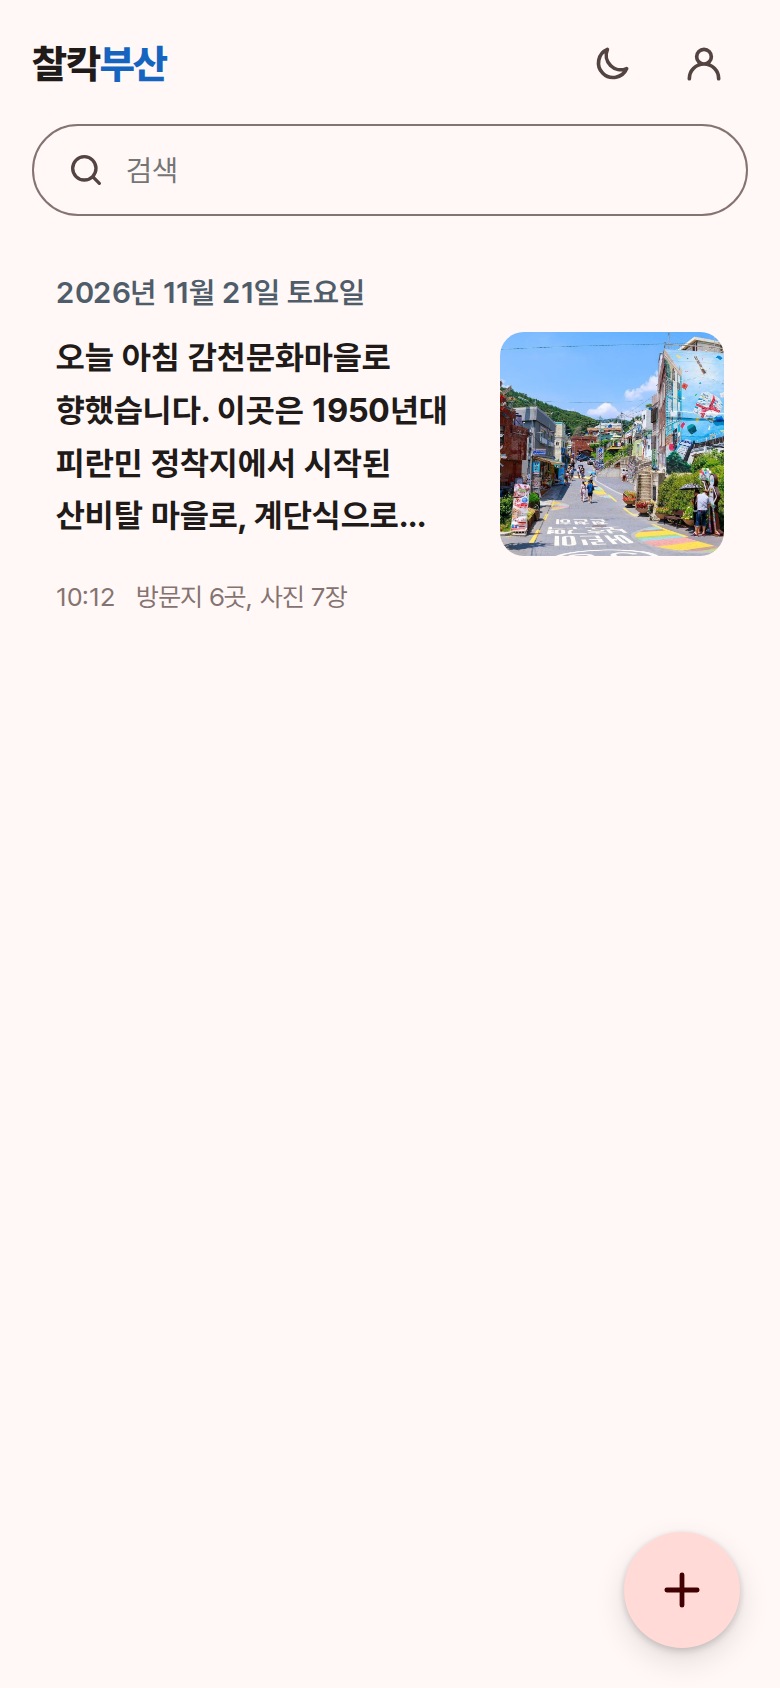 찰칵부산
검색
2026년 11월 21일 토요일
오늘 아침 감천문화마을로
향했습니다. 이곳은 1950년대
피란민 정착지에서 시작된
산비탈 마을로, 계단식으로...
10:12 방문지 6곳, 사진 7장